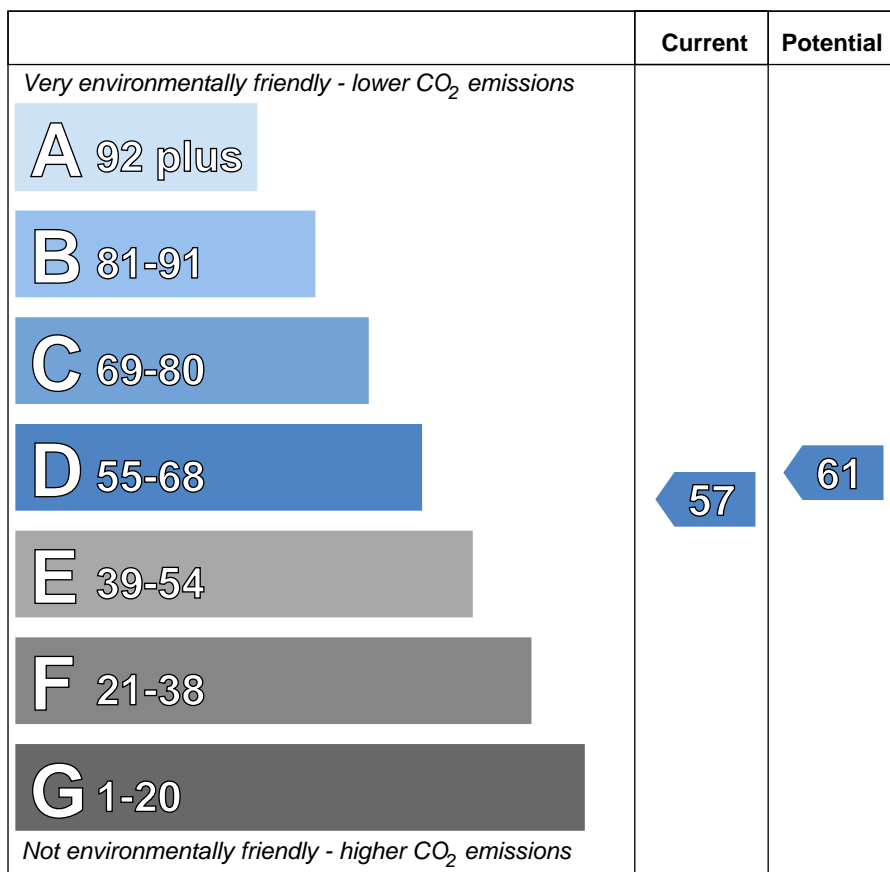 Current Potential
Very environmentally friendly - lower CO2 emissions
A 92 plus
B 81-91
C 69-80
D 55-68
57
61
E 39-54
F 21-38
G 1-20
Not environmentally friendly - higher CO2 emissions